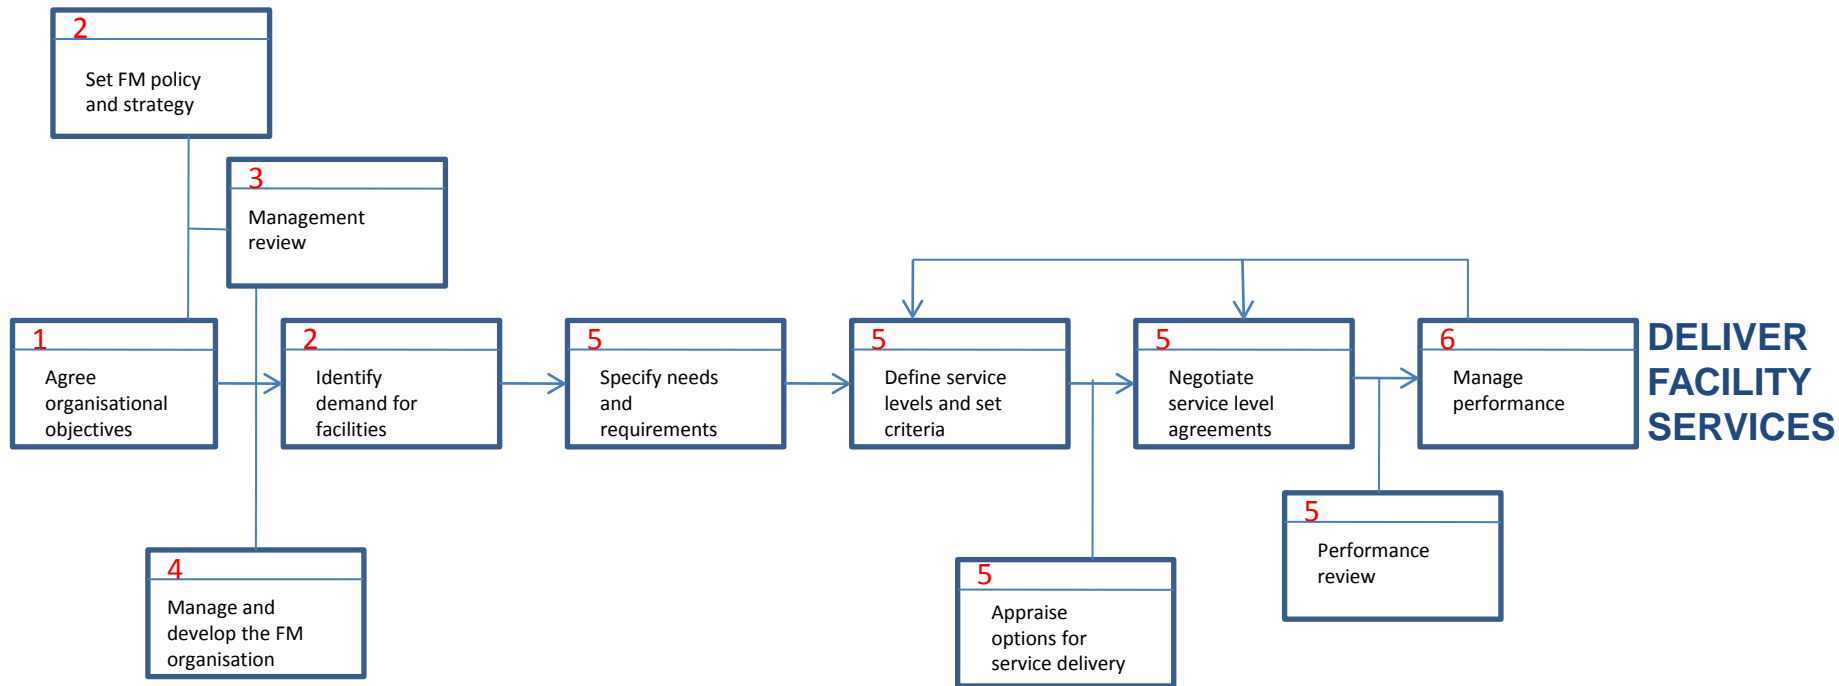 2
Set FM policy
and strategy
3
Management
review
1
Agree
organisational
objectives
2
Identify
demand for
facilities
5
Specify needs
and
requirements
5
Define service
levels and set
criteria
5
Negotiate
service level
agreements
6
Manage
performance
DELIVER
FACILITY
SERVICES
4
Manage and
develop the FM
organisation
5
Appraise
options for
service delivery
5
Performance
review